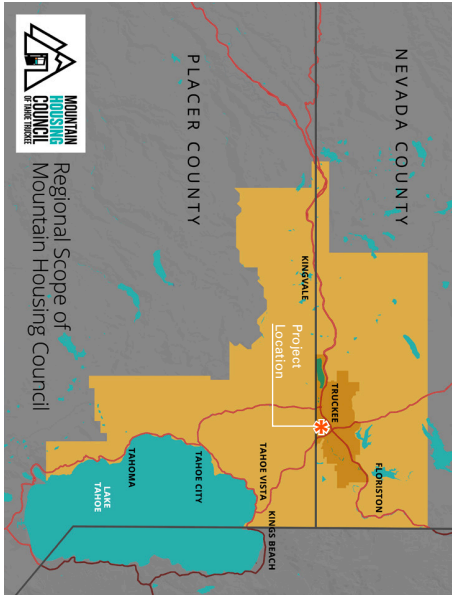 MOUNTAIN
HOUSING
COUNCIL
OF TAHOE TRUCKEE
Regional Scope of
Mountain Housing Council
NEVADA COUNTY
PLACER COUNTY
KINGVALE
Project
Location
TRUCKEE
FLORISTON
TAHOE VISTA
KINGS BEACH
TAHOE CITY
TAHOMA
LAKE
TAHOE